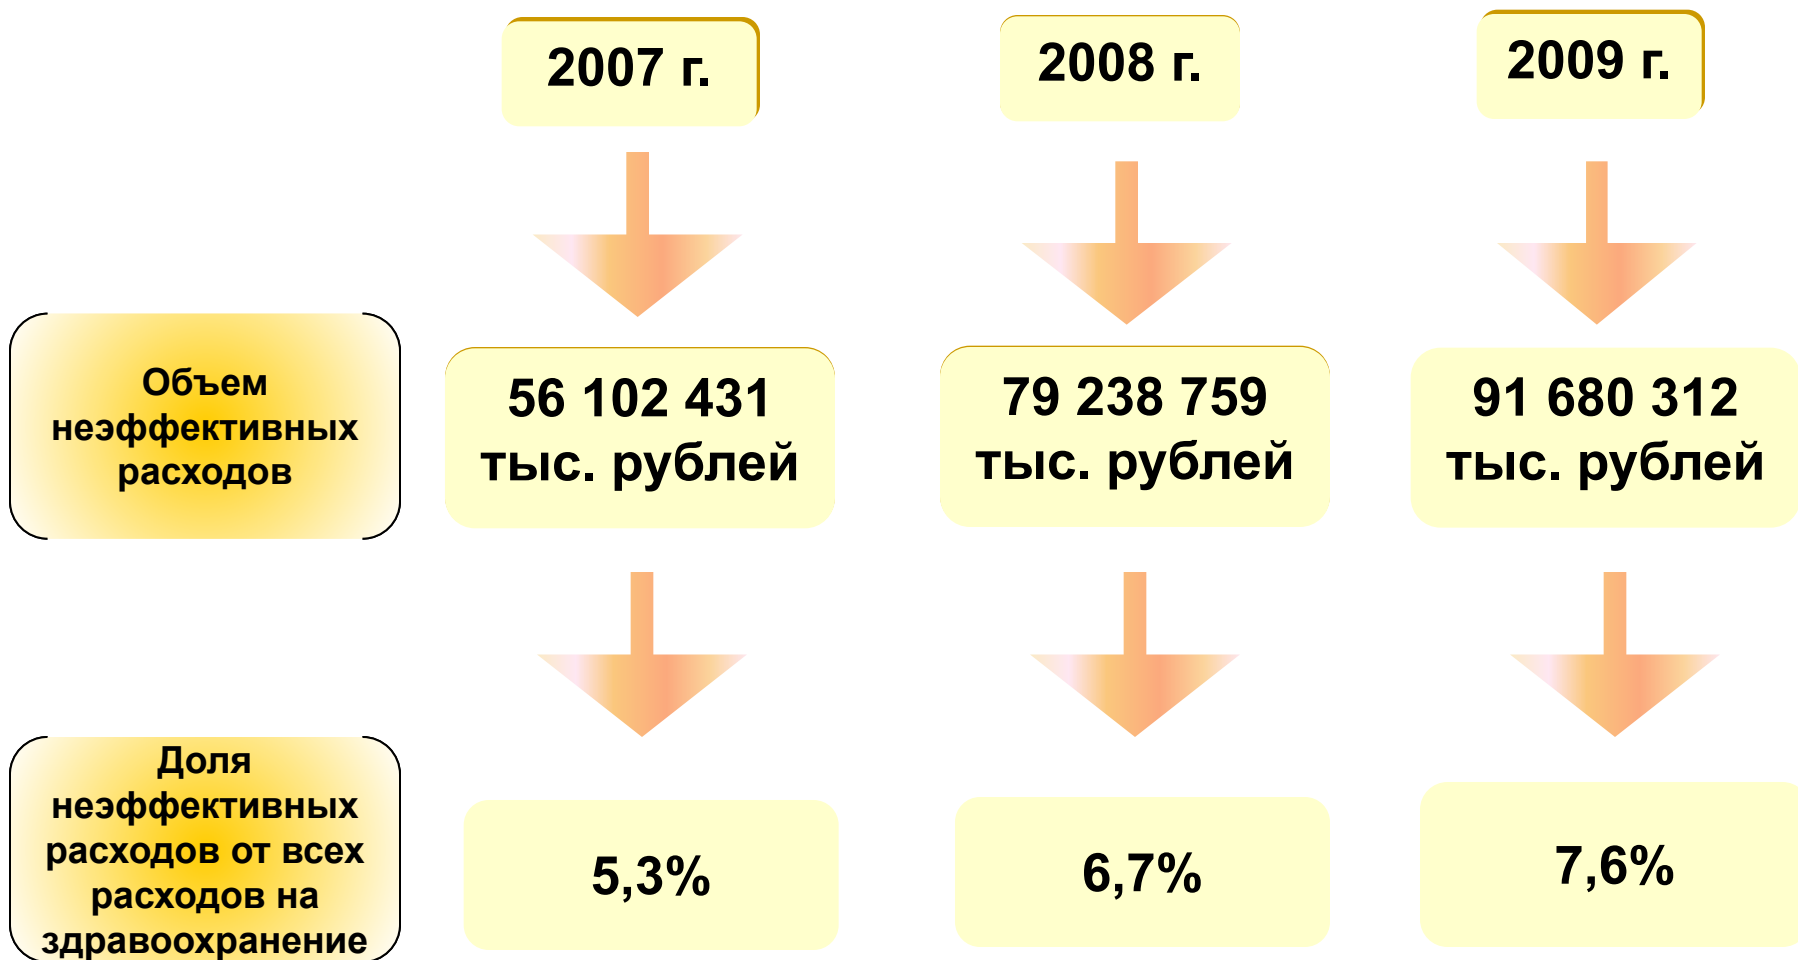 2007 г.
2008 г.
2009 г.
Объем
неэффективных
расходов
56 102 431
тыс. рублей
79 238 759
тыс. рублей
91 680 312
тыс. рублей
Доля
неэффективных
расходов от всех
расходов на
здравоохранение
5,3%
6,7%
7,6%